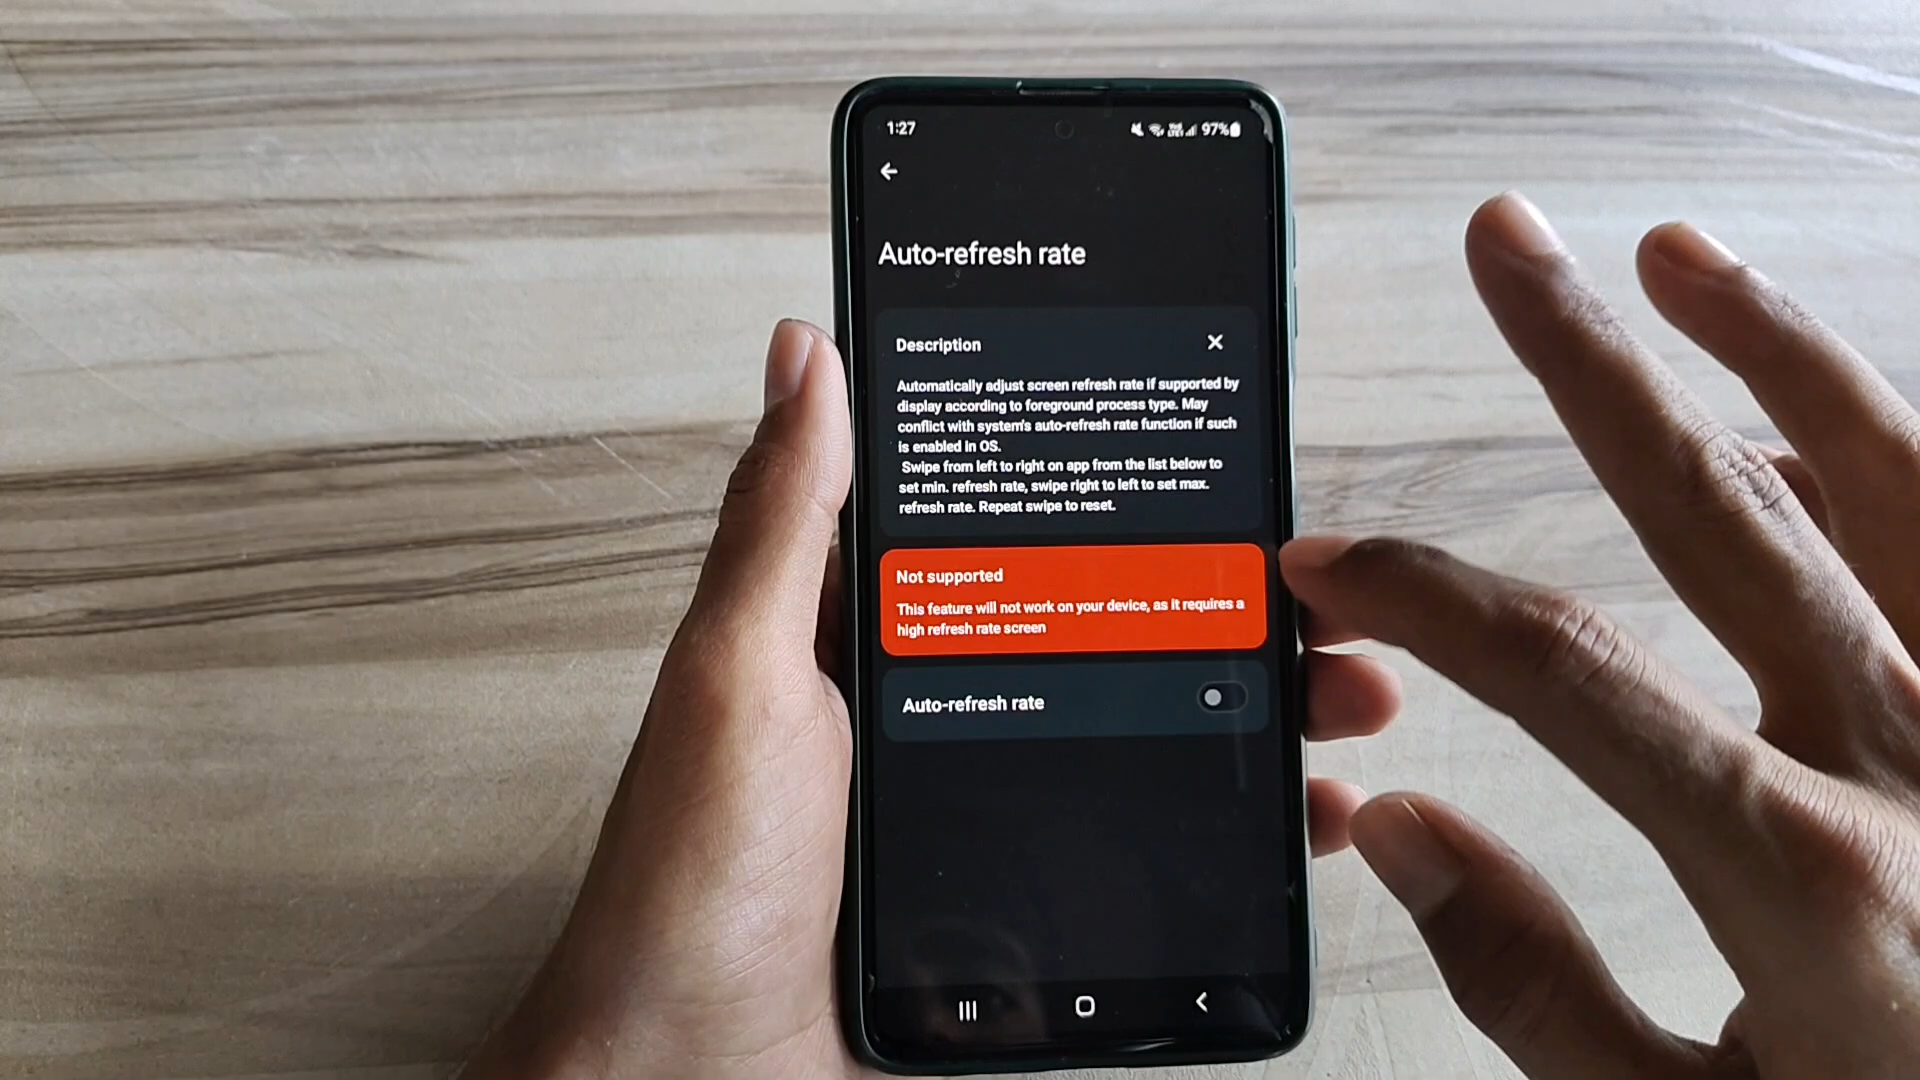 1:27
97%
Auto-refresh rate
Description
Automatically adjust screen refresh rate if supported by
display according to foreground process type. May
conflict with system's auto-refresh rate function if such
is enabled in OS.
Swipe from left to right on app from the list below to
set min. refresh rate, swipe right to left to set max.
refresh rate. Repeat swipe to reset.
Not supported
This feature will not work on your device, as it requires a
high refresh rate screen
Auto-refresh rate